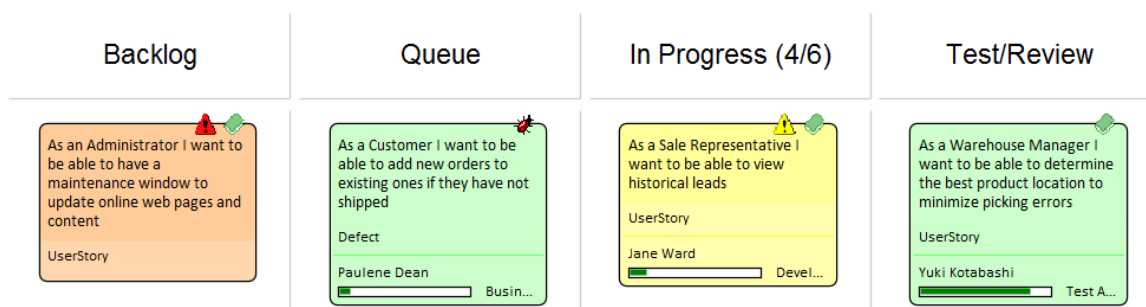 Backlog
Queue
In Progress (4/6)
Test/Review
As an Administrator I want to
be able to have a
maintenance window to
update online web pages and
content
UserStory
As a Customer I want to be
able to add new orders to
existing ones if they have not
shipped
Defect
Paulene Dean
Busin...
As a Sale Representative I
want to be able to view
historical leads
UserStory
Jane Ward
Devel...
As a Warehouse Manager I
want to be able to determine
the best product location to
minimize picking errors
UserStory
Yuki Kotabashi
Test A...